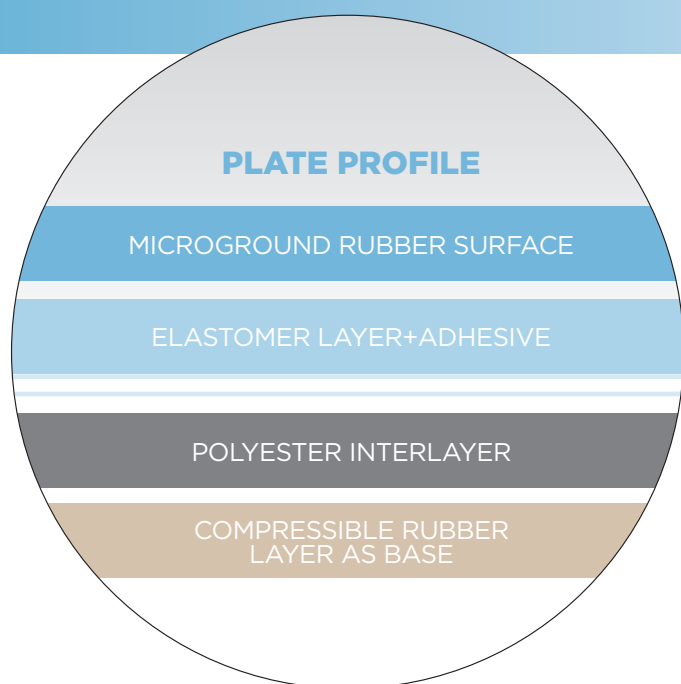 PLATE PROFILE
MICROGROUND RUBBER SURFACE
ELASTOMER LAYER+ADHESIVE
POLYESTER INTERLAYER
COMPRESSIBLE RUBBER
LAYER AS BASE